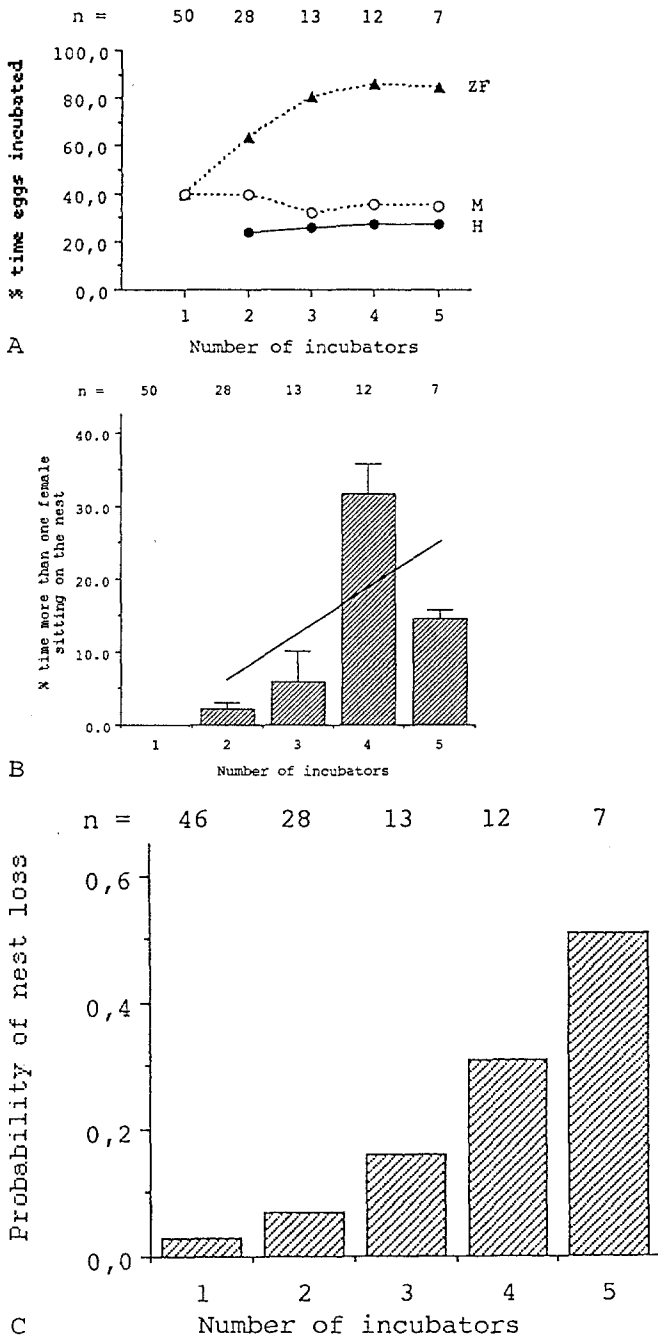 n = 50 28 13 12 7
% time eggs incubated
100,0
80,0
60,0
40,0
20,0
0,0
ZF
M
H
1 2 3 4 5
Number of incubators
A
n = 50 28 13 12 7
% time more than one female
sitting on the nest
40.0
30.0
20.0
10.0
0.0
1 2 3 4 5
Number of incubators
B
n = 46 28 13 12 7
Probability of nest loss
0,6
0,4
0,2
0,0
1 2 3 4 5
Number of incubators
C